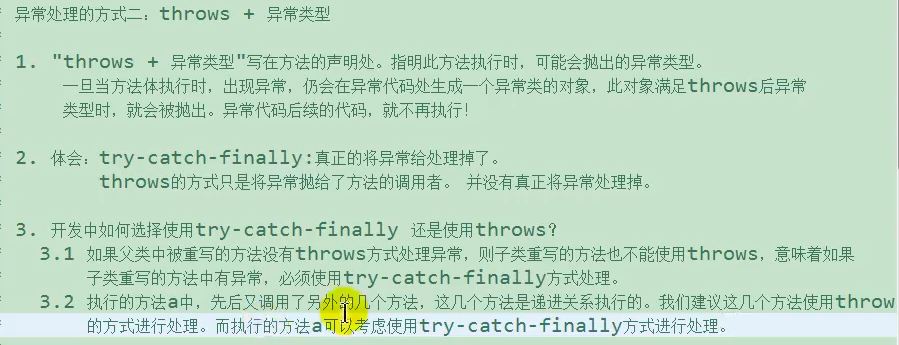 异常处理的方式二：throws + 异常类型
1. "throws + 异常类型"写在方法的声明处。指明此方法执行时，可能会抛出的异常类型。
一旦当方法体执行时，出现异常，仍会在异常代码处生成一个异常类的对象，此对象满足throws后异常
类型时，就会被抛出。异常代码后续的代码，就不再执行！
2. 体会：try-catch-finally:真正的将异常给处理掉了。
throws的方式只是将异常抛给了方法的调用者。 并没有真正将异常处理掉。
3. 开发中如何选择使用try-catch-finally 还是使用throws？
3.1 如果父类中被重写的方法没有throws方式处理异常，则子类重写的方法也不能使用throws，意味着如果
子类重写的方法中有异常，必须使用try-catch-finally方式处理。
3.2 执行的方法a中，先后又调用了另外的几个方法，这几个方法是递进关系执行的。我们建议这几个方法使用throw
的方式进行处理。而执行的方法a可以考虑使用try-catch-finally方式进行处理。